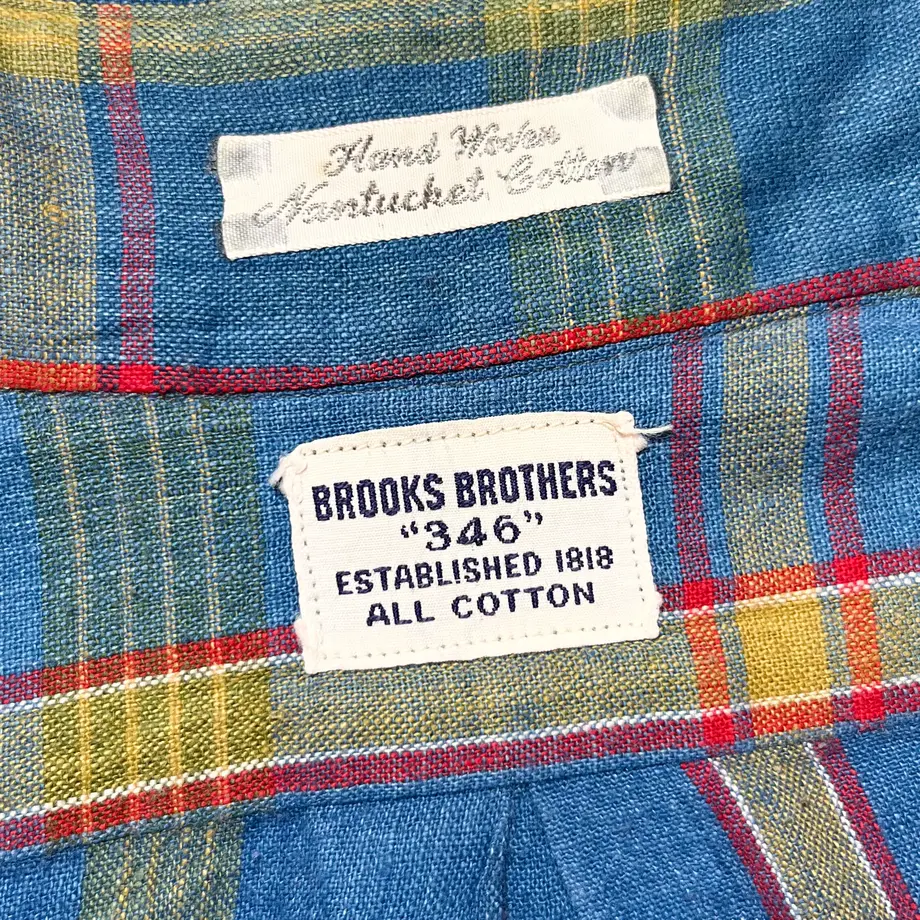 Hand Woven
Nantucket Cotton
BROOKS BROTHERS
“346”
ESTABLISHED 1818
ALL COTTON